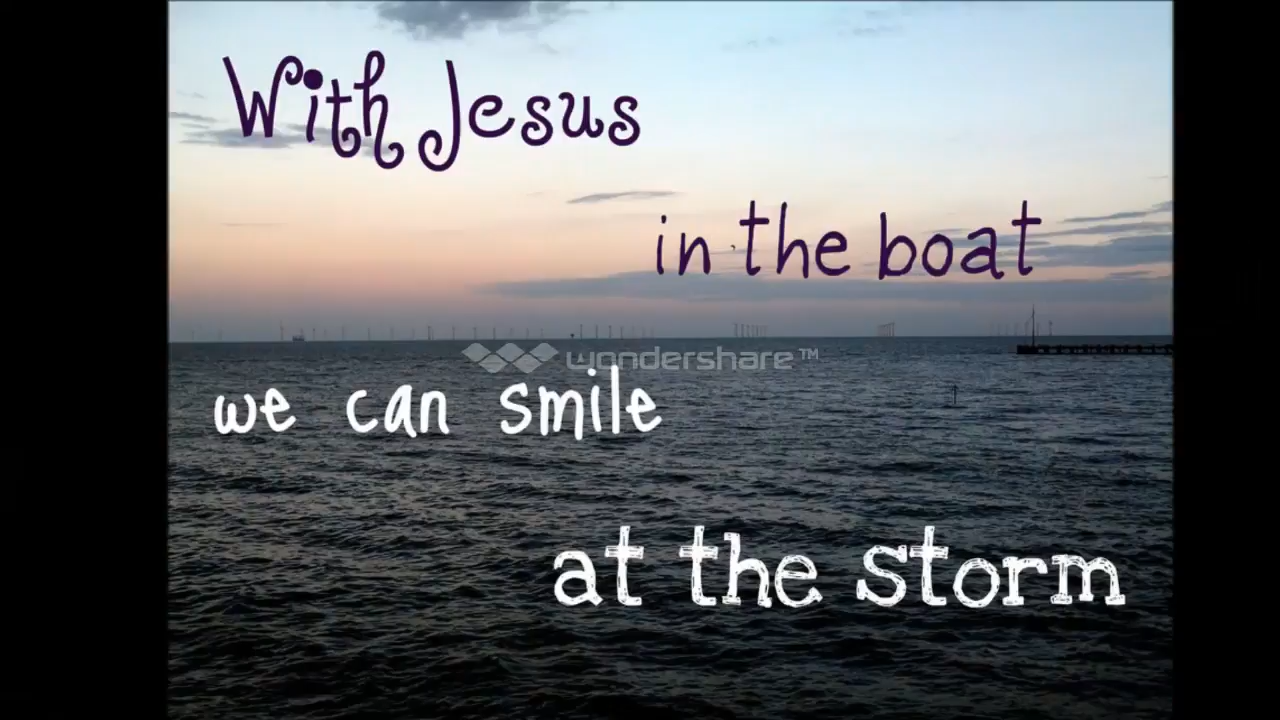 With Jesus
in the boat
wondershare™
we can smile
at the storm